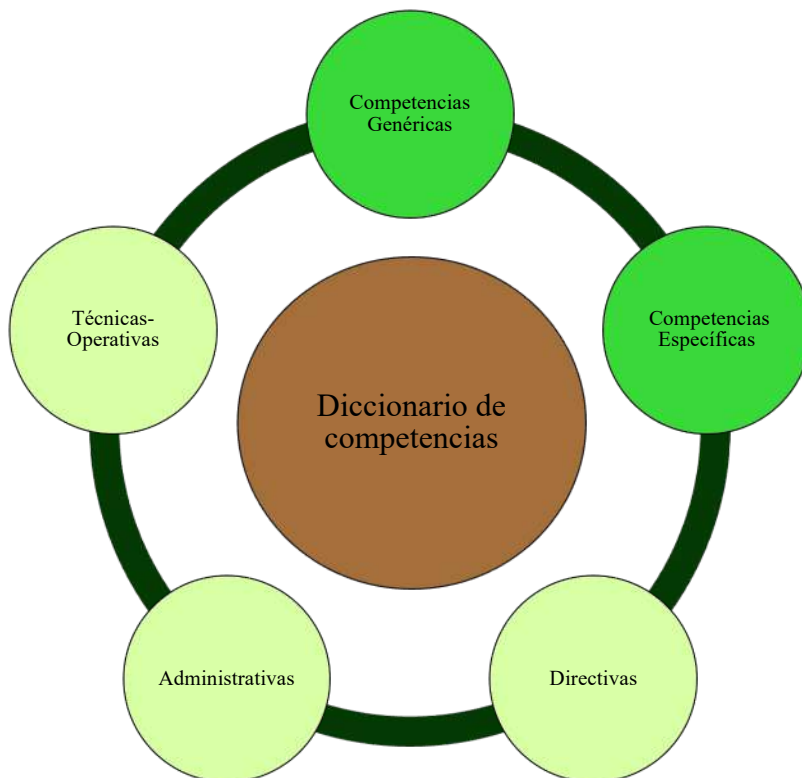 Competencias
Genéricas
Competencias
Específicas
Directivas
Administrativas
Técnicas-
Operativas
Diccionario de
competencias